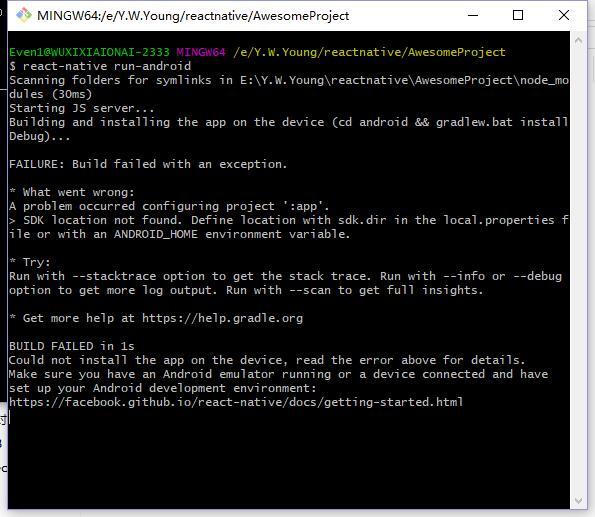 MINGW64:/e/Y.W.Young/reactnative/AwesomeProject
Even1@WUXIXIAIONAI-2333 MINGW64 /e/Y.W.Young/reactnative/AwesomeProject
$ react-native run-android
Scanning folders for symlinks in E:\Y.W.Young\reactnative\AwesomeProject\node_mo
dules (30ms)
Starting JS server...
Building and installing the app on the device (cd android && gradlew.bat install
Debug)...
FAILURE: Build failed with an exception.
* What went wrong:
A problem occurred configuring project ':app'.
> SDK location not found. Define location with sdk.dir in the local.properties f
ile or with an ANDROID_HOME environment variable.
* Try:
Run with --stacktrace option to get the stack trace. Run with --info or --debug
option to get more log output. Run with --scan to get full insights.
* Get more help at https://help.gradle.org
BUILD FAILED in 1s
Could not install the app on the device, read the error above for details.
Make sure you have an Android emulator running or a device connected and have
set up your Android development environment:
https://facebook.github.io/react-native/docs/getting-started.html